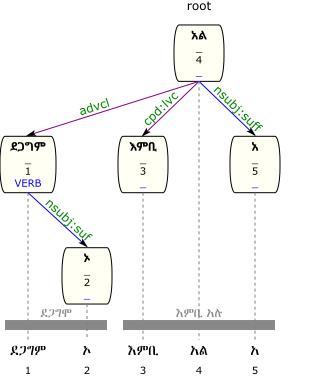 root
አል
_
4
_
advcl
cpd:lvc
nsubj:suff
ደጋግም
_
1
VERB
እምቢ
_
3
_
አ
_
5
_
nsubj:suf
ኦ
_
2
_
ደጋግሞ እምቢ አሉ
ደጋግም ኦ እምቢ አል አ
1 2 3 4 5